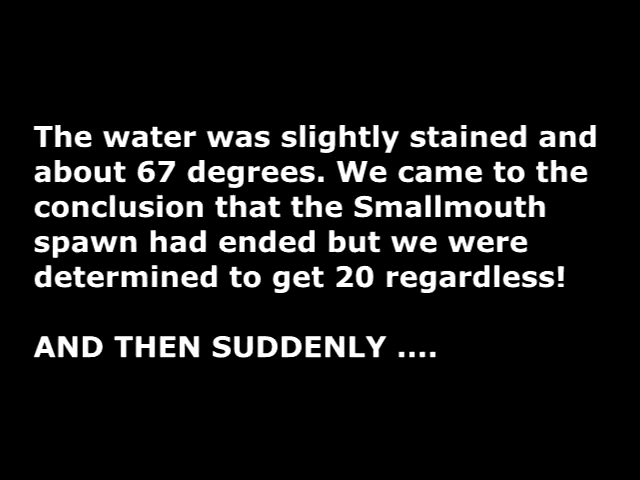 The water was slightly stained and
about 67 degrees. We came to the
conclusion that the Smallmouth
spawn had ended but we were
determined to get 20 regardless!
AND THEN SUDDENLY ....